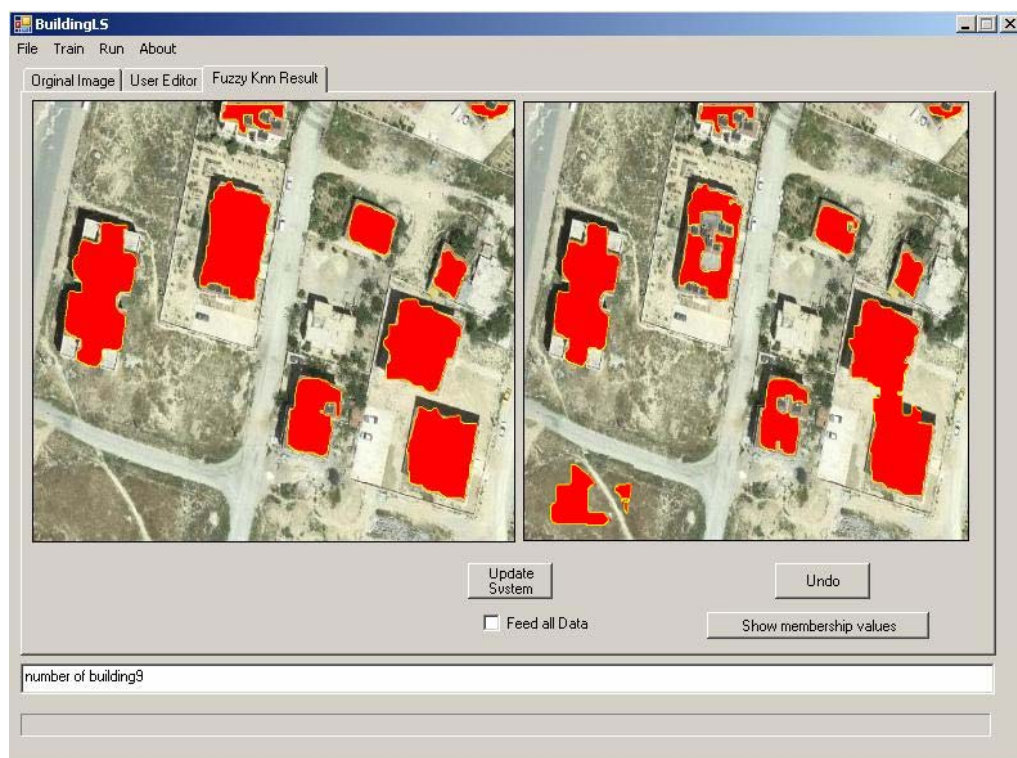 BuildingLS
File Train Run About
Orginal Image User Editor Fuzzy Knn Result
Update
System
Undo
Feed all Data
Show membership values
number of building9